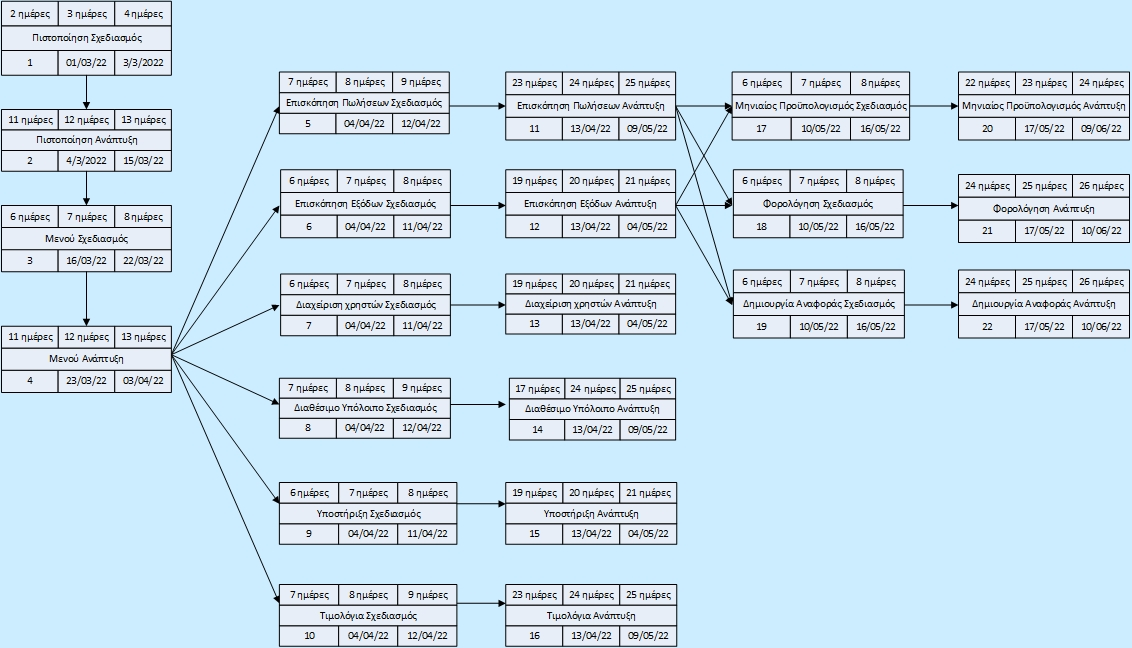 2 ημέρες 3 ημέρες 4 ημέρες
Πιστοποίηση Σχεδιασμός
1 01/03/22 3/3/2022
11 ημέρες 12 ημέρες 13 ημέρες
Πιστοποίηση Ανάπτυξη
2 4/3/2022 15/03/22
6 ημέρες 7 ημέρες 8 ημέρες
Μενού Σχεδιασμός
3 16/03/22 22/03/22
11 ημέρες 12 ημέρες 13 ημέρες
Μενού Ανάπτυξη
4 23/03/22 03/04/22
7 ημέρες 8 ημέρες 9 ημέρες
Επισκόπηση Πωλήσεων Σχεδιασμός
5 04/04/22 12/04/22
6 ημέρες 7 ημέρες 8 ημέρες
Επισκόπηση Εξόδων Σχεδιασμός
6 04/04/22 11/04/22
6 ημέρες 7 ημέρες 8 ημέρες
Διαχείριση χρηστών Σχεδιασμός
7 04/04/22 11/04/22
7 ημέρες 8 ημέρες 9 ημέρες
Διαθέσιμο Υπόλοιπο Σχεδιασμός
8 04/04/22 12/04/22
6 ημέρες 7 ημέρες 8 ημέρες
Υποστήριξη Σχεδιασμός
9 04/04/22 11/04/22
7 ημέρες 8 ημέρες 9 ημέρες
Τιμολόγια Σχεδιασμός
10 04/04/22 12/04/22
23 ημέρες 24 ημέρες 25 ημέρες
Επισκόπηση Πωλήσεων Ανάπτυξη
11 13/04/22 09/05/22
19 ημέρες 20 ημέρες 21 ημέρες
Επισκόπηση Εξόδων Ανάπτυξη
12 13/04/22 04/05/22
19 ημέρες 20 ημέρες 21 ημέρες
Διαχείριση χρηστών Ανάπτυξη
13 13/04/22 04/05/22
17 ημέρες 24 ημέρες 25 ημέρες
Διαθέσιμο Υπόλοιπο Ανάπτυξη
14 13/04/22 09/05/22
19 ημέρες 20 ημέρες 21 ημέρες
Υποστήριξη Ανάπτυξη
15 13/04/22 04/05/22
23 ημέρες 24 ημέρες 25 ημέρες
Τιμολόγια Ανάπτυξη
16 13/04/22 09/05/22
6 ημέρες 7 ημέρες 8 ημέρες
Μηνιαίος Προϋπολογισμός Σχεδιασμός
17 10/05/22 16/05/22
6 ημέρες 7 ημέρες 8 ημέρες
Φορολόγηση Σχεδιασμός
18 10/05/22 16/05/22
6 ημέρες 7 ημέρες 8 ημέρες
Δημιουργία Αναφοράς Σχεδιασμός
19 10/05/22 16/05/22
22 ημέρες 23 ημέρες 24 ημέρες
Μηνιαίος Προϋπολογισμός Ανάπτυξη
20 17/05/22 09/06/22
24 ημέρες 25 ημέρες 26 ημέρες
Φορολόγηση Ανάπτυξη
21 17/05/22 10/06/22
24 ημέρες 25 ημέρες 26 ημέρες
Δημιουργία Αναφοράς Ανάπτυξη
22 17/05/22 10/06/22